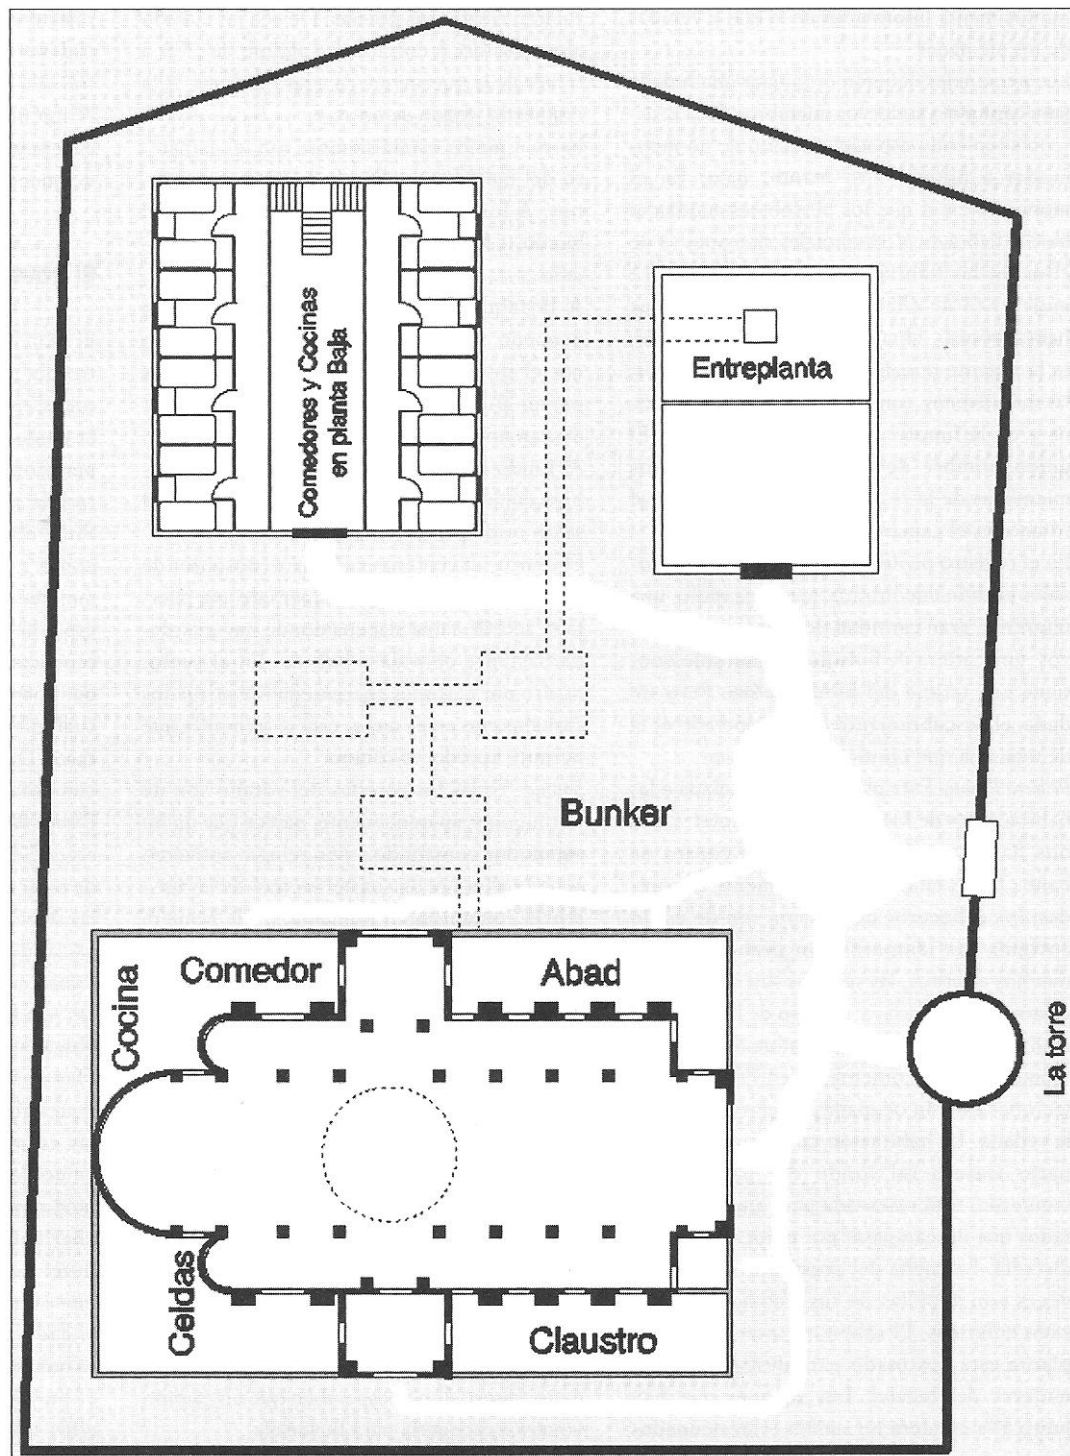 Comedores y Cocinas
en planta Baja
Entreplanta
Bunker
Comedor
Abad
Cocina
La torre
Celdas
Claustro